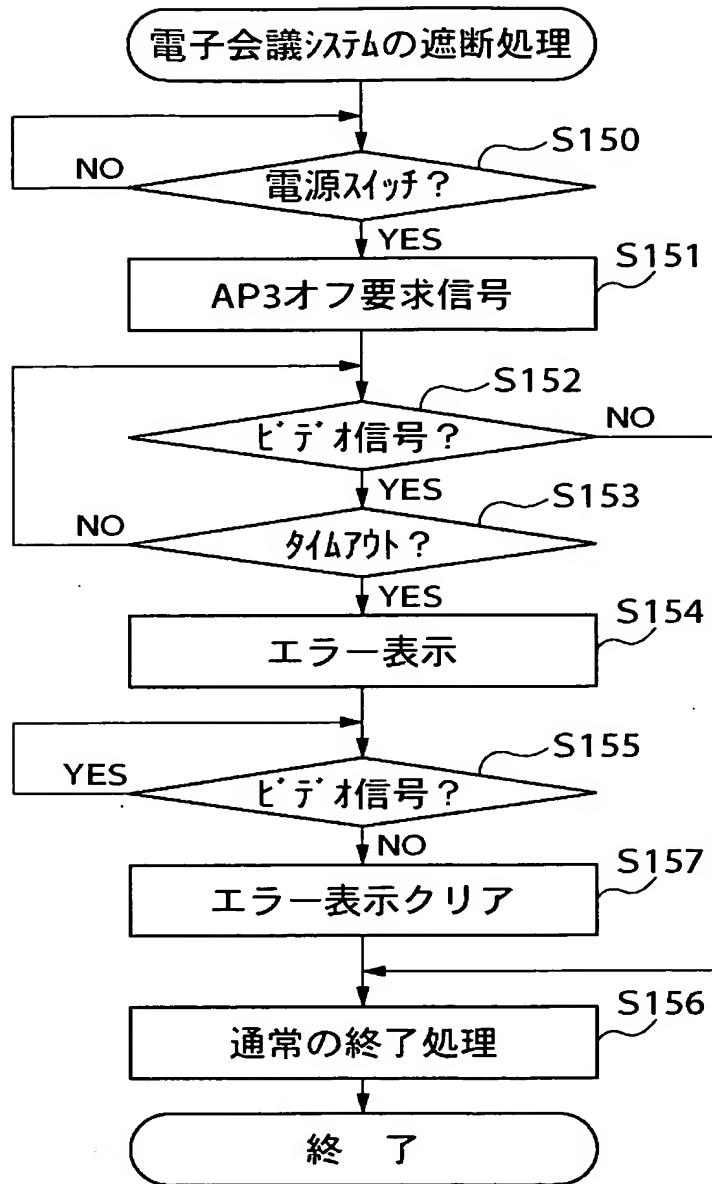 電子会議システムの遮断処理
S150
NO
電源スイッチ?
YES
S151
AP3オフ要求信号
S152
NO
ビデオ信号?
YES
S153
NO
タイムアウト?
YES
S154
エラー表示
S155
YES
ビデオ信号?
NO
S157
エラー表示クリア
S156
通常の終了処理
終 了